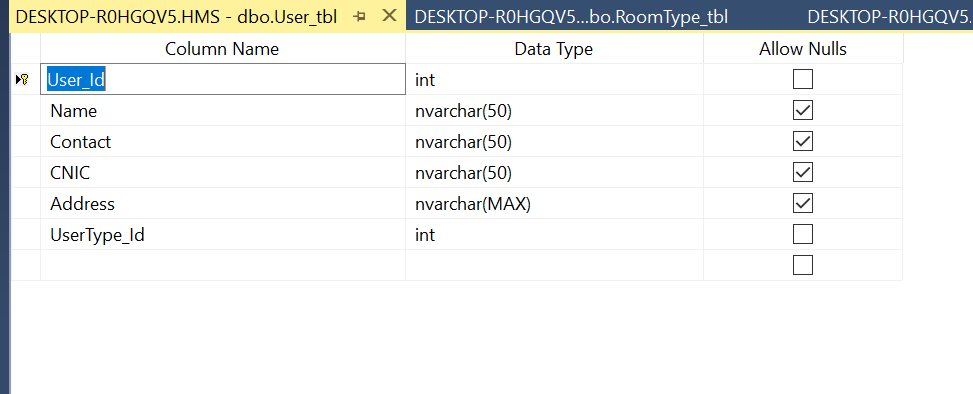 DESKTOP-R0HGQV5.HMS - dbo.User_tbl DESKTOP-R0HGQV5...bo.RoomType_tbl DESKTOP-R0HGQV5.
Column Name Data Type Allow Nulls
User_Id int
Name nvarchar(50)
Contact nvarchar(50)
CNIC nvarchar(50)
Address nvarchar(MAX)
UserType_Id int